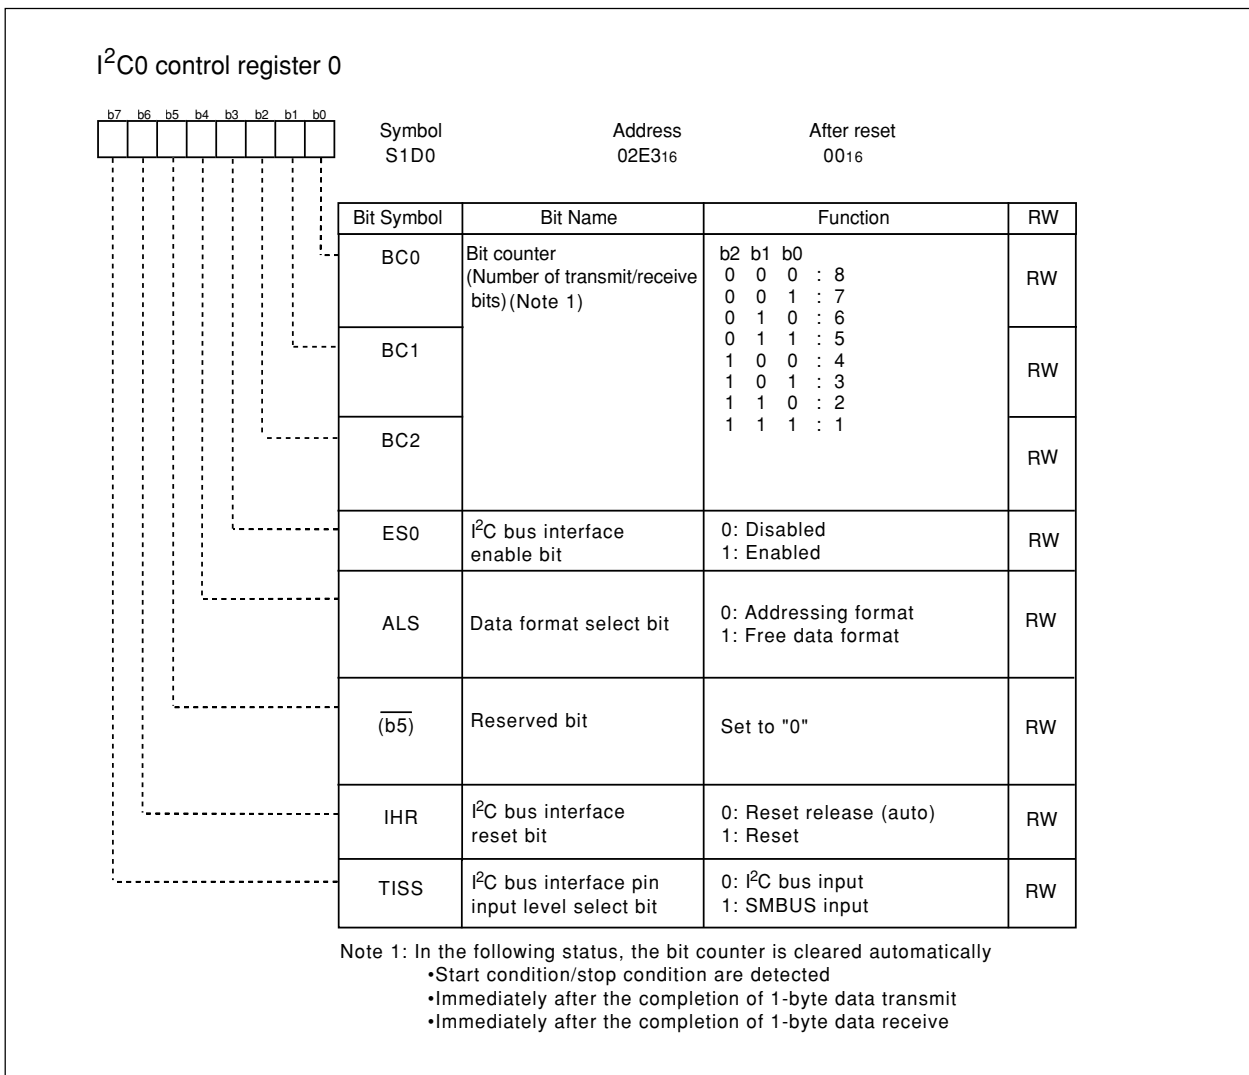 I²C0 control register 0
b7 b6 b5 b4 b3 b2 b1 b0
Symbol Address After reset
S1D0 02E3₁₆ 00₁₆
Bit Symbol Bit Name Function RW
BC0 Bit counter b2 b1 b0
(Number of transmit/receive 0 0 0 : 8 RW
bits)(Note 1) 0 0 1 : 7
0 1 0 : 6
0 1 1 : 5
BC1 1 0 0 : 4 RW
1 0 1 : 3
1 1 0 : 2
1 1 1 : 1
BC2 RW
ES0 I²C bus interface 0: Disabled RW
enable bit 1: Enabled
ALS Data format select bit 0: Addressing format RW
1: Free data format
(b5) Reserved bit Set to "0" RW
IHR I²C bus interface 0: Reset release (auto) RW
reset bit 1: Reset
TISS I²C bus interface pin 0: I²C bus input RW
input level select bit 1: SMBUS input
Note 1: In the following status, the bit counter is cleared automatically
•Start condition/stop condition are detected
•Immediately after the completion of 1-byte data transmit
•Immediately after the completion of 1-byte data receive